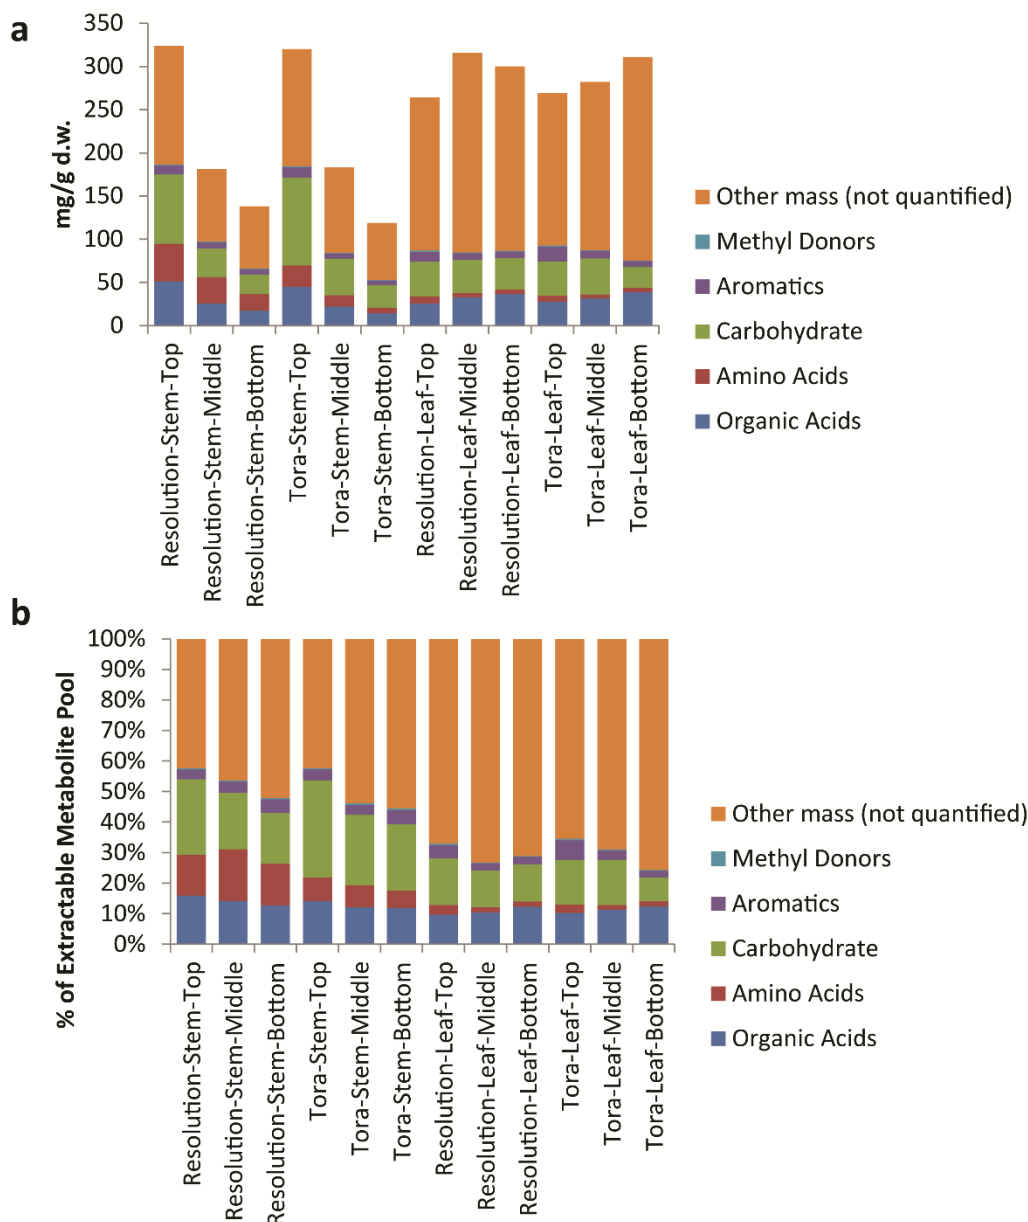 a
350
300
250
200
150
100
50
0
mg/g d.w.
Resolution-Stem-Top
Resolution-Stem-Middle
Resolution-Stem-Bottom
Tora-Stem-Top
Tora-Stem-Middle
Tora-Stem-Bottom
Resolution-Leaf-Top
Resolution-Leaf-Middle
Resolution-Leaf-Bottom
Tora-Leaf-Top
Tora-Leaf-Middle
Tora-Leaf-Bottom
Other mass (not quantified)
Methyl Donors
Aromatics
Carbohydrate
Amino Acids
Organic Acids
b
100%
90%
80%
70%
60%
50%
40%
30%
20%
10%
0%
% of Extractable Metabolite Pool
Resolution-Stem-Top
Resolution-Stem-Middle
Resolution-Stem-Bottom
Tora-Stem-Top
Tora-Stem-Middle
Tora-Stem-Bottom
Resolution-Leaf-Top
Resolution-Leaf-Middle
Resolution-Leaf-Bottom
Tora-Leaf-Top
Tora-Leaf-Middle
Tora-Leaf-Bottom
Other mass (not quantified)
Methyl Donors
Aromatics
Carbohydrate
Amino Acids
Organic Acids